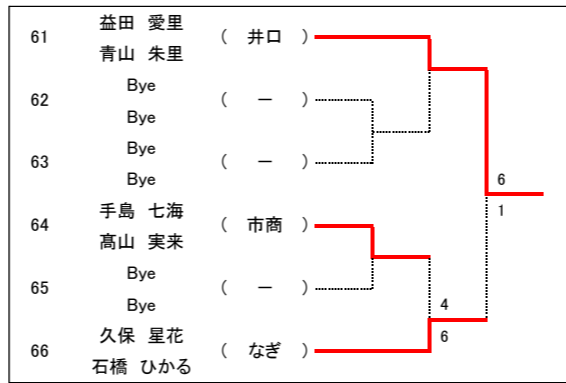 益田 愛里
61 ( 井口 )
青山 朱里
Bye
62 ( ー )
Bye
Bye
63 ( ー )
Bye
6
1
手島 七海
64 ( 市商 )
髙山 実来
Bye
65 ( ー )
Bye
4
6
久保 星花
66 ( なぎ )
石橋 ひかる